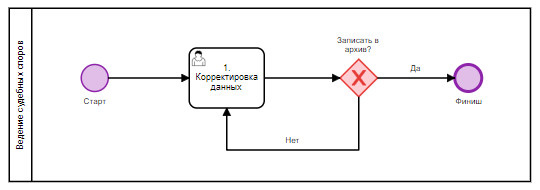 Ведение судебных споров
Старт
1.
Корректировка
данных
Записать в
архив?
Да
Нет
Финиш